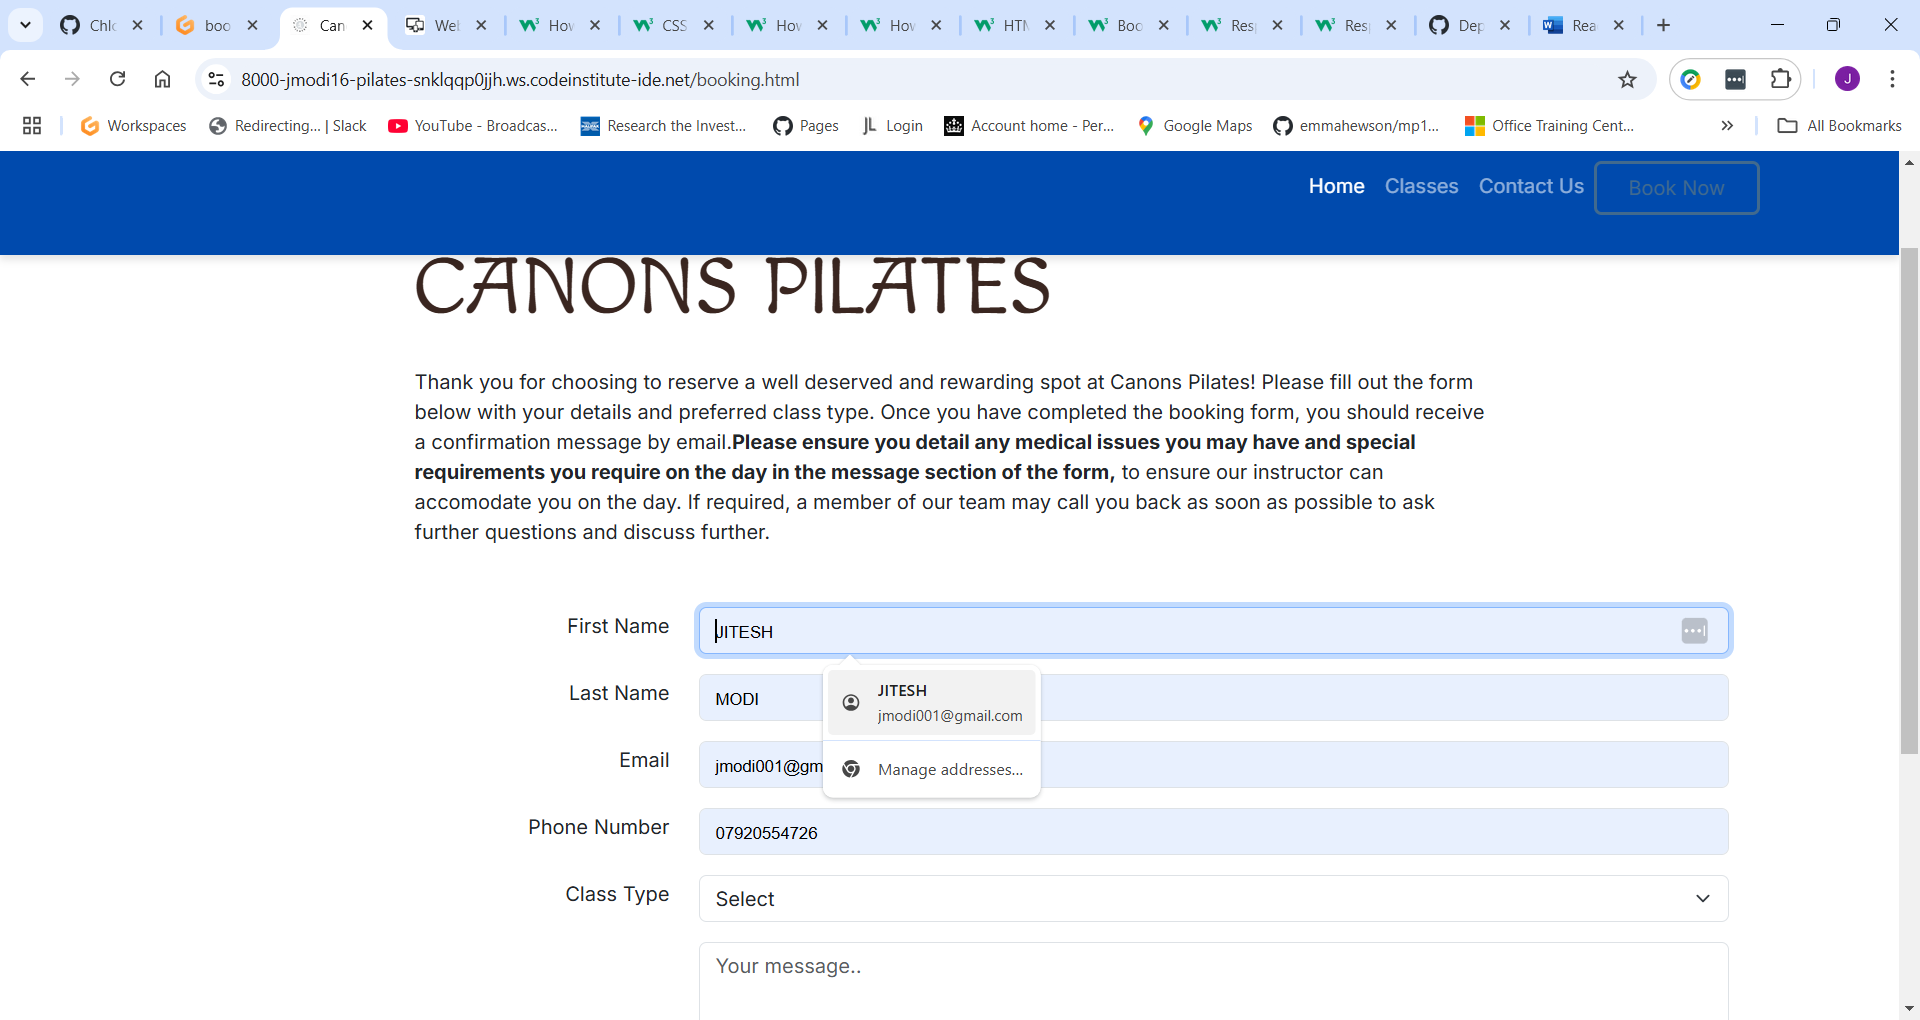 Chlo
boo
Can
Wel
How
CSS
How
How
HTM
Boo
Res
Res
Dep
Rea
8000-jmodi16-pilates-snklqqp0jjh.ws.codeinstitute-ide.net/booking.html
J
Workspaces
Redirecting... | Slack
YouTube - Broadcas...
Research the Invest...
Pages
Login
Account home - Per...
Google Maps
emmahewson/mp1...
Office Training Cent...
All Bookmarks
Home
Classes
Contact Us
Book Now
CANONS PILATES
Thank you for choosing to reserve a well deserved and rewarding spot at Canons Pilates! Please fill out the form
below with your details and preferred class type. Once you have completed the booking form, you should receive
a confirmation message by email.Please ensure you detail any medical issues you may have and special
requirements you require on the day in the message section of the form, to ensure our instructor can
accomodate you on the day. If required, a member of our team may call you back as soon as possible to ask
further questions and discuss further.
First Name
JITESH
JITESH
jmodi001@gmail.com
Manage addresses...
Last Name
MODI
Email
jmodi001@gm
Phone Number
07920554726
Class Type
Select
Your message..